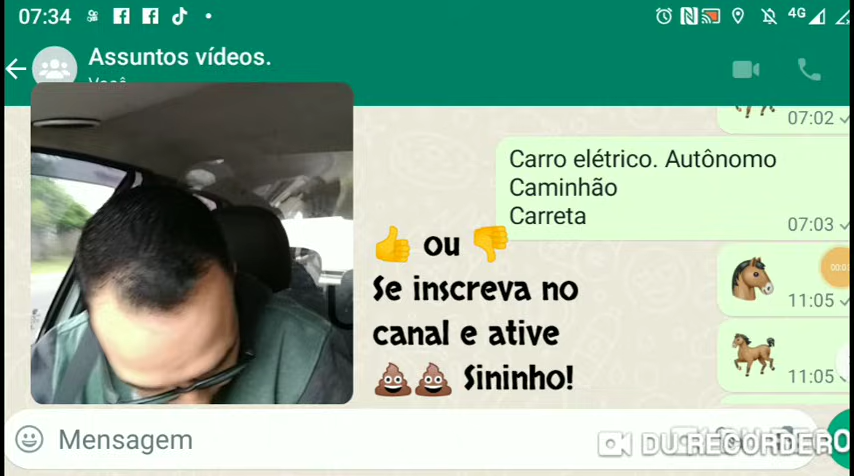 07:34
4G
Assuntos vídeos.
Você
07:02
Carro elétrico. Autônomo
Caminhão
Carreta
07:03
👍 ou 👎
Se inscreva no
canal e ative
💩💩 Sininho!
11:05
11:05
Mensagem
DU RECORDER